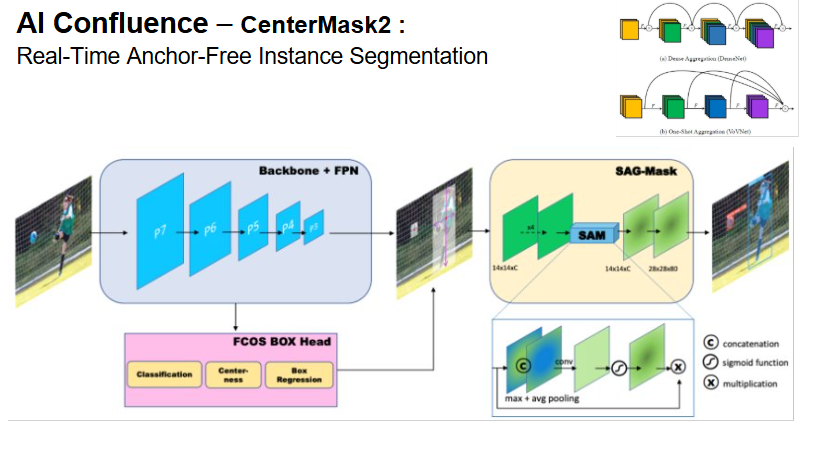 AI Confluence – CenterMask2 :
Real-Time Anchor-Free Instance Segmentation
(a) Dense Aggregation (DenseNet)
(b) One-Shot Aggregation (VoVNet)
Backbone + FPN
P7
P6
P5
P4
P3
SAG-Mask
x4
SAM
14x14xC
14x14xC
28x28x80
FCOS BOX Head
Classification
Center-
ness
Box
Regression
C
conv
max + avg pooling
C concatenation
sigmoid function
X multiplication